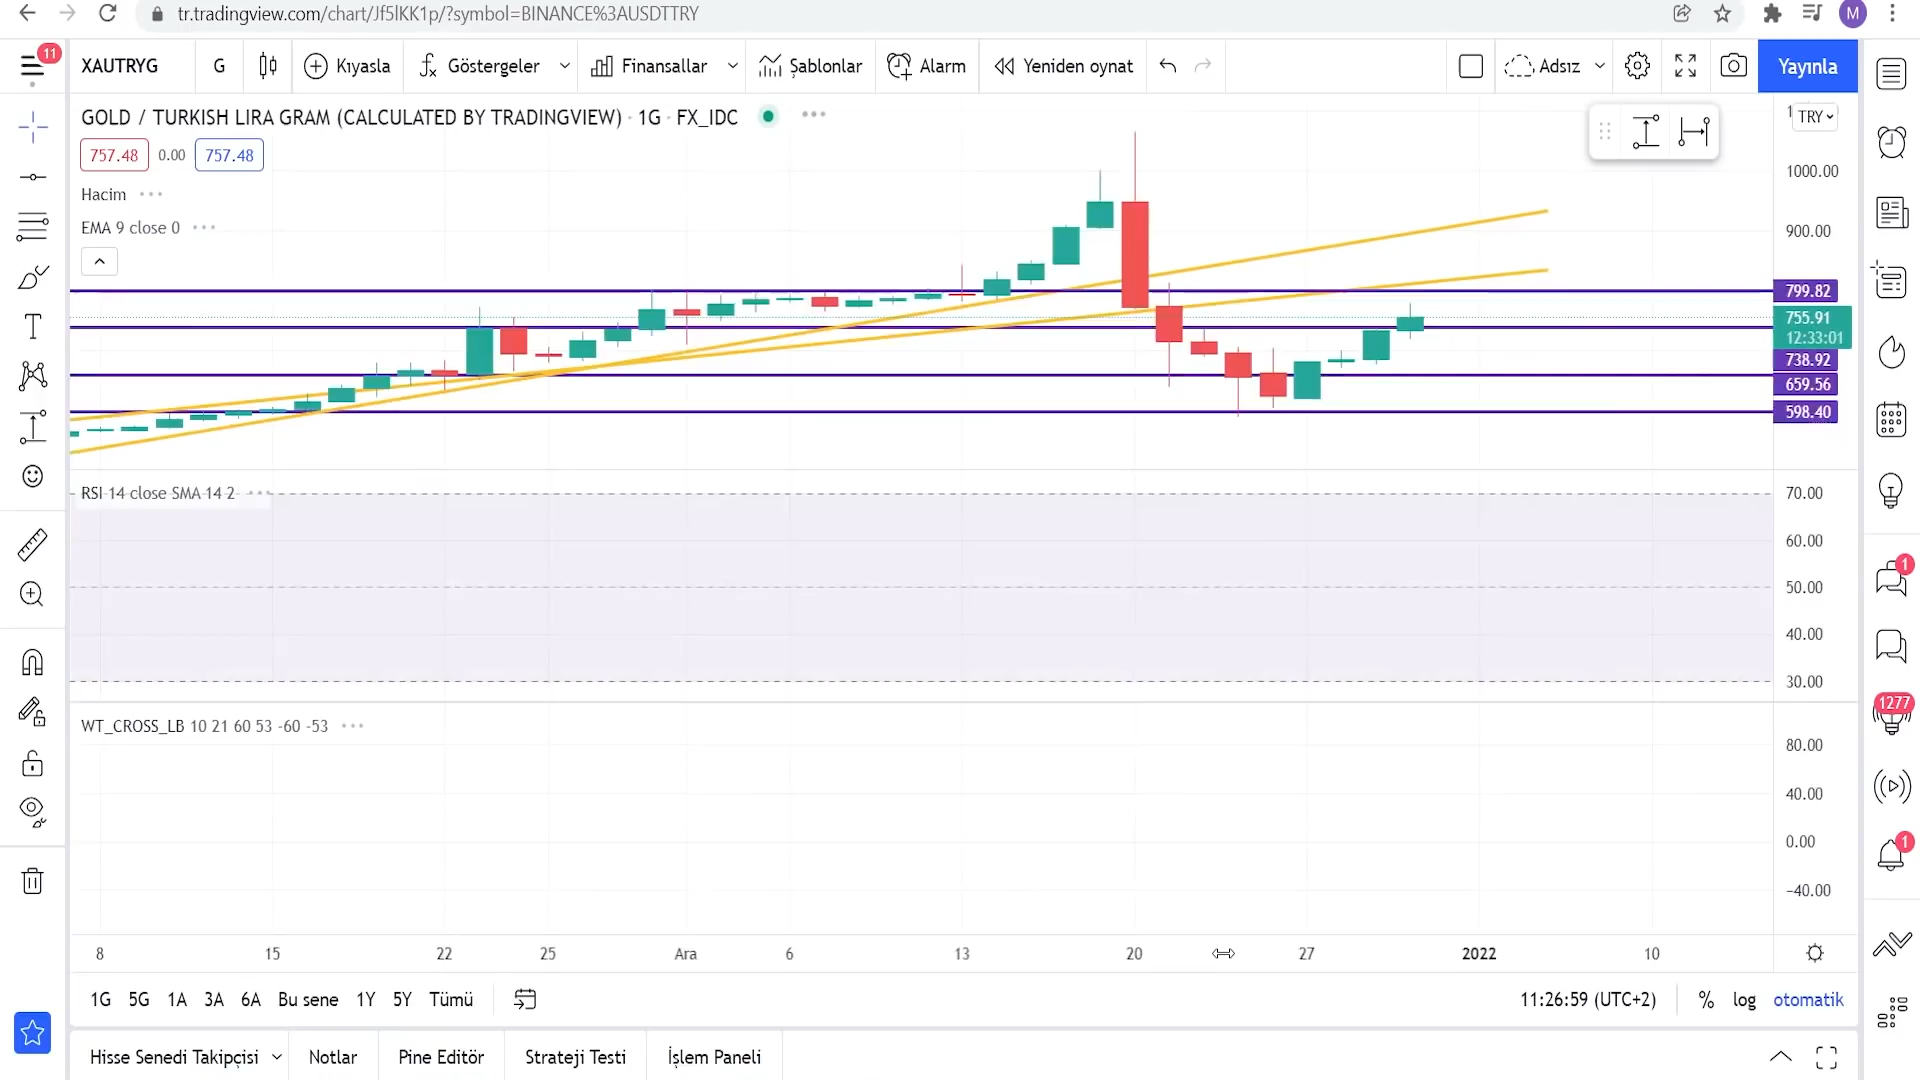 tr.tradingview.com/chart/Jf5lKK1p/?symbol=BINANCE%3AUSDTTRY
M
11
XAUTRYG
G
Kıyasla
Göstergeler
Finansallar
Şablonlar
Alarm
Yeniden oynat
Adsız
Yayınla
GOLD / TURKISH LIRA GRAM (CALCULATED BY TRADINGVIEW) · 1G · FX_IDC
TRY
757.48 0.00 757.48
Hacim
EMA 9 close 0
1000.00
900.00
799.82
755.91
12:33:01
738.92
659.56
598.40
RSI 14 close SMA 14 2
70.00
60.00
50.00
40.00
30.00
1
1277
1
WT_CROSS_LB 10 21 60 53 -60 -53
80.00
40.00
0.00
−40.00
8 15 22 25 Ara 6 13 20 27 2022 10
1G 5G 1A 3A 6A Bu sene 1Y 5Y Tümü
11:26:59 (UTC+2) % log otomatik
Hisse Senedi Takipçisi Notlar Pine Editör Strateji Testi İşlem Paneli